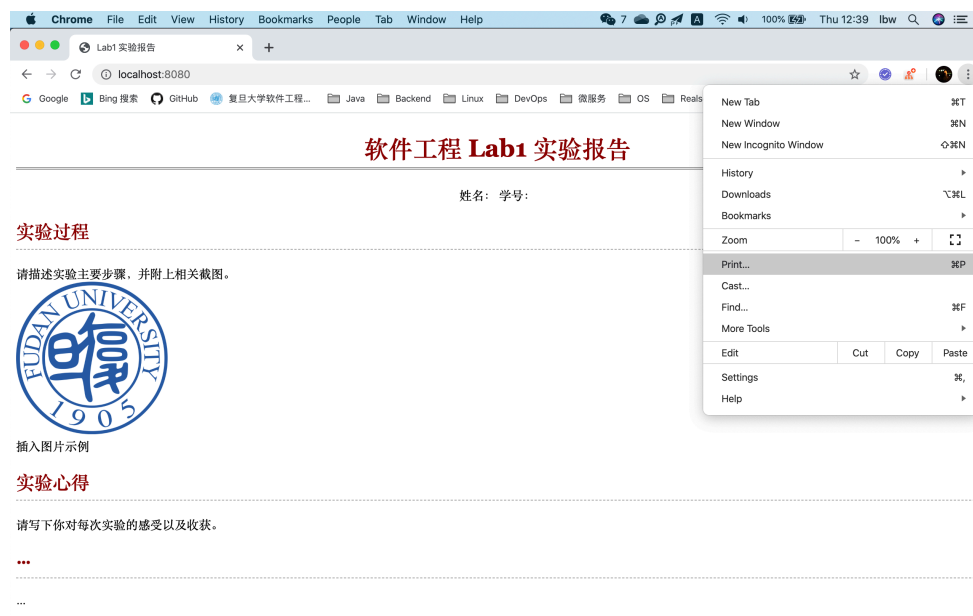 Chrome File Edit View History Bookmarks People Tab Window Help 7 A 100% Thu 12:39 lbw
Lab1 实验报告
localhost:8080
Google Bing 搜索 GitHub 复旦大学软件工程... Java Backend Linux DevOps 微服务 OS Reals
New Tab ⌘T
New Window ⌘N
New Incognito Window ⇧⌘N
History
Downloads ⌥⌘L
Bookmarks
Zoom - 100% +
Print... ⌘P
Cast...
Find... ⌘F
More Tools
Edit Cut Copy Paste
Settings ⌘,
Help
软件工程 Lab1 实验报告
姓名: 学号:
实验过程
请描述实验主要步骤，并附上相关截图。
FUDAN UNIVERSITY
1905
插入图片示例
实验心得
请写下你对每次实验的感受以及收获。
...
...